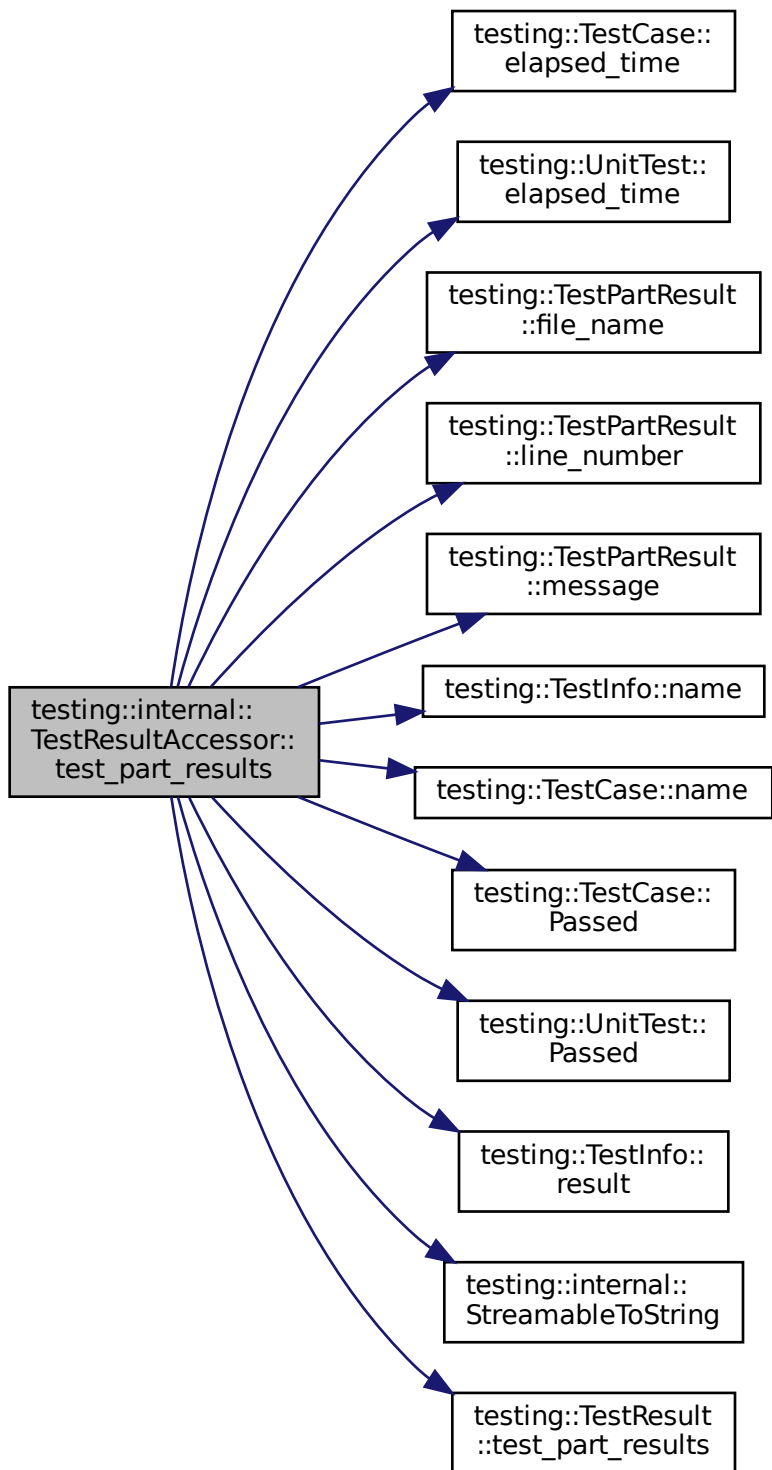 testing::TestCase::
elapsed_time
testing::UnitTest::
elapsed_time
testing::TestPartResult
::file_name
testing::TestPartResult
::line_number
testing::TestPartResult
::message
testing::internal::
TestResultAccessor::
test_part_results
testing::TestInfo::name
testing::TestCase::name
testing::TestCase::
Passed
testing::UnitTest::
Passed
testing::TestInfo::
result
testing::internal::
StreamableToString
testing::TestResult
::test_part_results